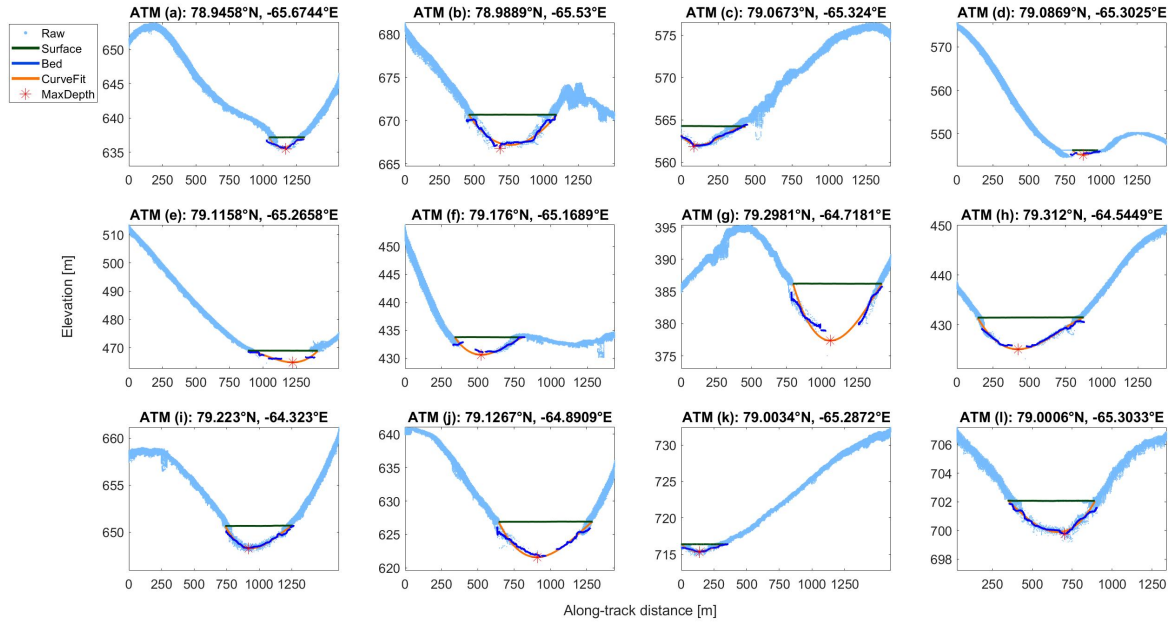 ATM (a): 78.9458°N, -65.6744°E
650
645
640
635
0 250 500 750 1000 1250
Raw
Surface
Bed
CurveFit
MaxDepth
ATM (b): 78.9889°N, -65.53°E
680
675
670
665
0 250 500 750 1000 1250
ATM (c): 79.0673°N, -65.324°E
575
570
565
560
0 250 500 750 1000 1250 1500
ATM (d): 79.0869°N, -65.3025°E
570
560
550
0 250 500 750 1000 1250
ATM (e): 79.1158°N, -65.2658°E
510
500
490
480
470
0 250 500 750 1000 1250 1500
ATM (f): 79.176°N, -65.1689°E
450
445
440
435
430
0 250 500 750 1000 1250 1500
ATM (g): 79.2981°N, -64.7181°E
395
390
385
380
375
0 250 500 750 1000 1250
ATM (h): 79.312°N, -64.5449°E
450
440
430
0 250 500 750 1000 1250
ATM (i): 79.223°N, -64.323°E
660
655
650
0 250 500 750 1000 1250 1500
ATM (j): 79.1267°N, -64.8909°E
640
635
630
625
620
0 250 500 750 1000 1250
ATM (k): 79.0034°N, -65.2872°E
730
725
720
715
0 250 500 750 1000 1250 1500
ATM (l): 79.0006°N, -65.3033°E
706
704
702
700
698
250 500 750 1000 1250
Elevation [m]
Along-track distance [m]